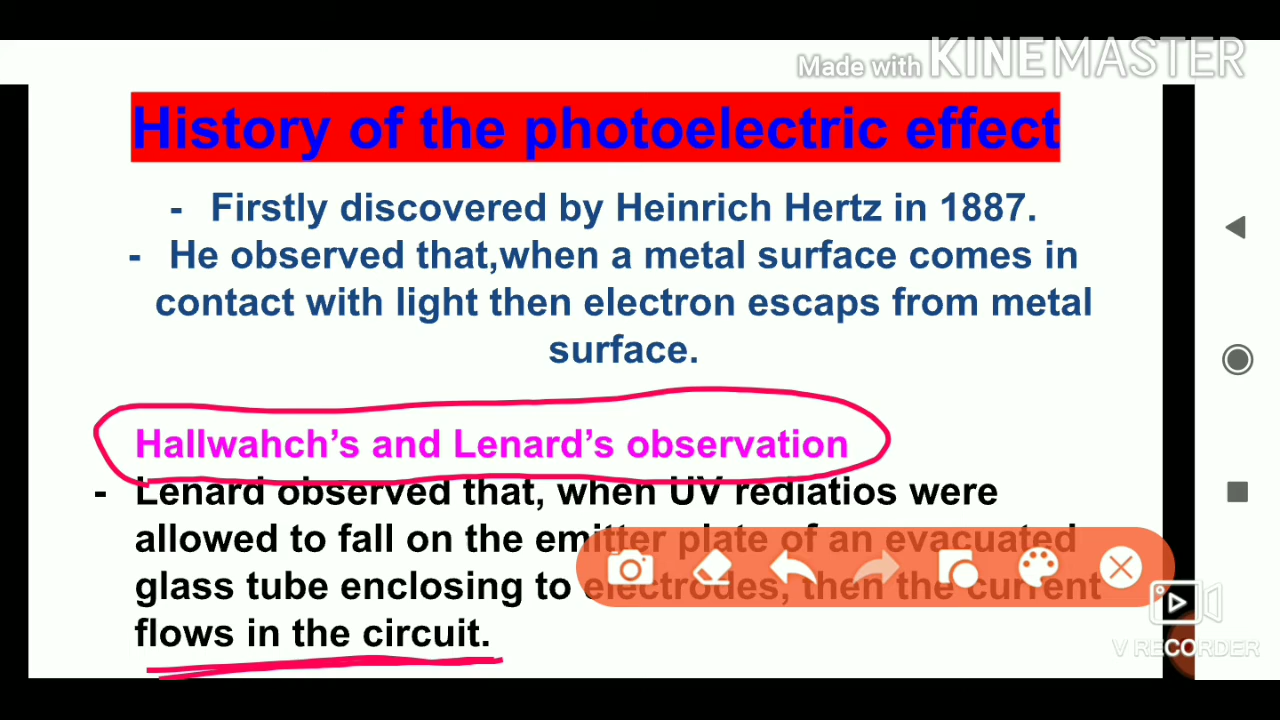 Made with KINEMASTER
History of the photoelectric effect
- Firstly discovered by Heinrich Hertz in 1887.
- He observed that,when a metal surface comes in
contact with light then electron escaps from metal
surface.
Hallwahch's and Lenard's observation
- Lenard observed that, when UV rediatios were
allowed to fall on the emitter plate of an evacuated
glass tube enclosing to electrodes, then the current
flows in the circuit.
V RECORDER